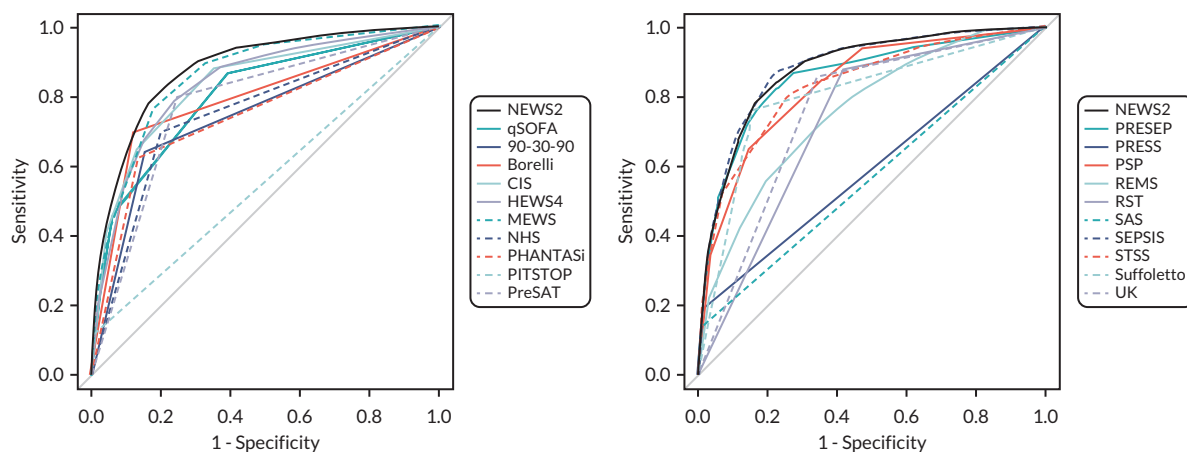 1.0
0.8
0.6
0.4
0.2
0.0
Sensitivity
0.0 0.2 0.4 0.6 0.8 1.0
1 - Specificity
NEWS2
qSOFA
90-30-90
Borelli
CIS
HEWS4
MEWS
NHS
PHANTASi
PITSTOP
PreSAT
1.0
0.8
0.6
0.4
0.2
0.0
Sensitivity
0.0 0.2 0.4 0.6 0.8 1.0
1 - Specificity
NEWS2
PRESEP
PRESS
PSP
REMS
RST
SAS
SEPSIS
STSS
Suffoletto
UK